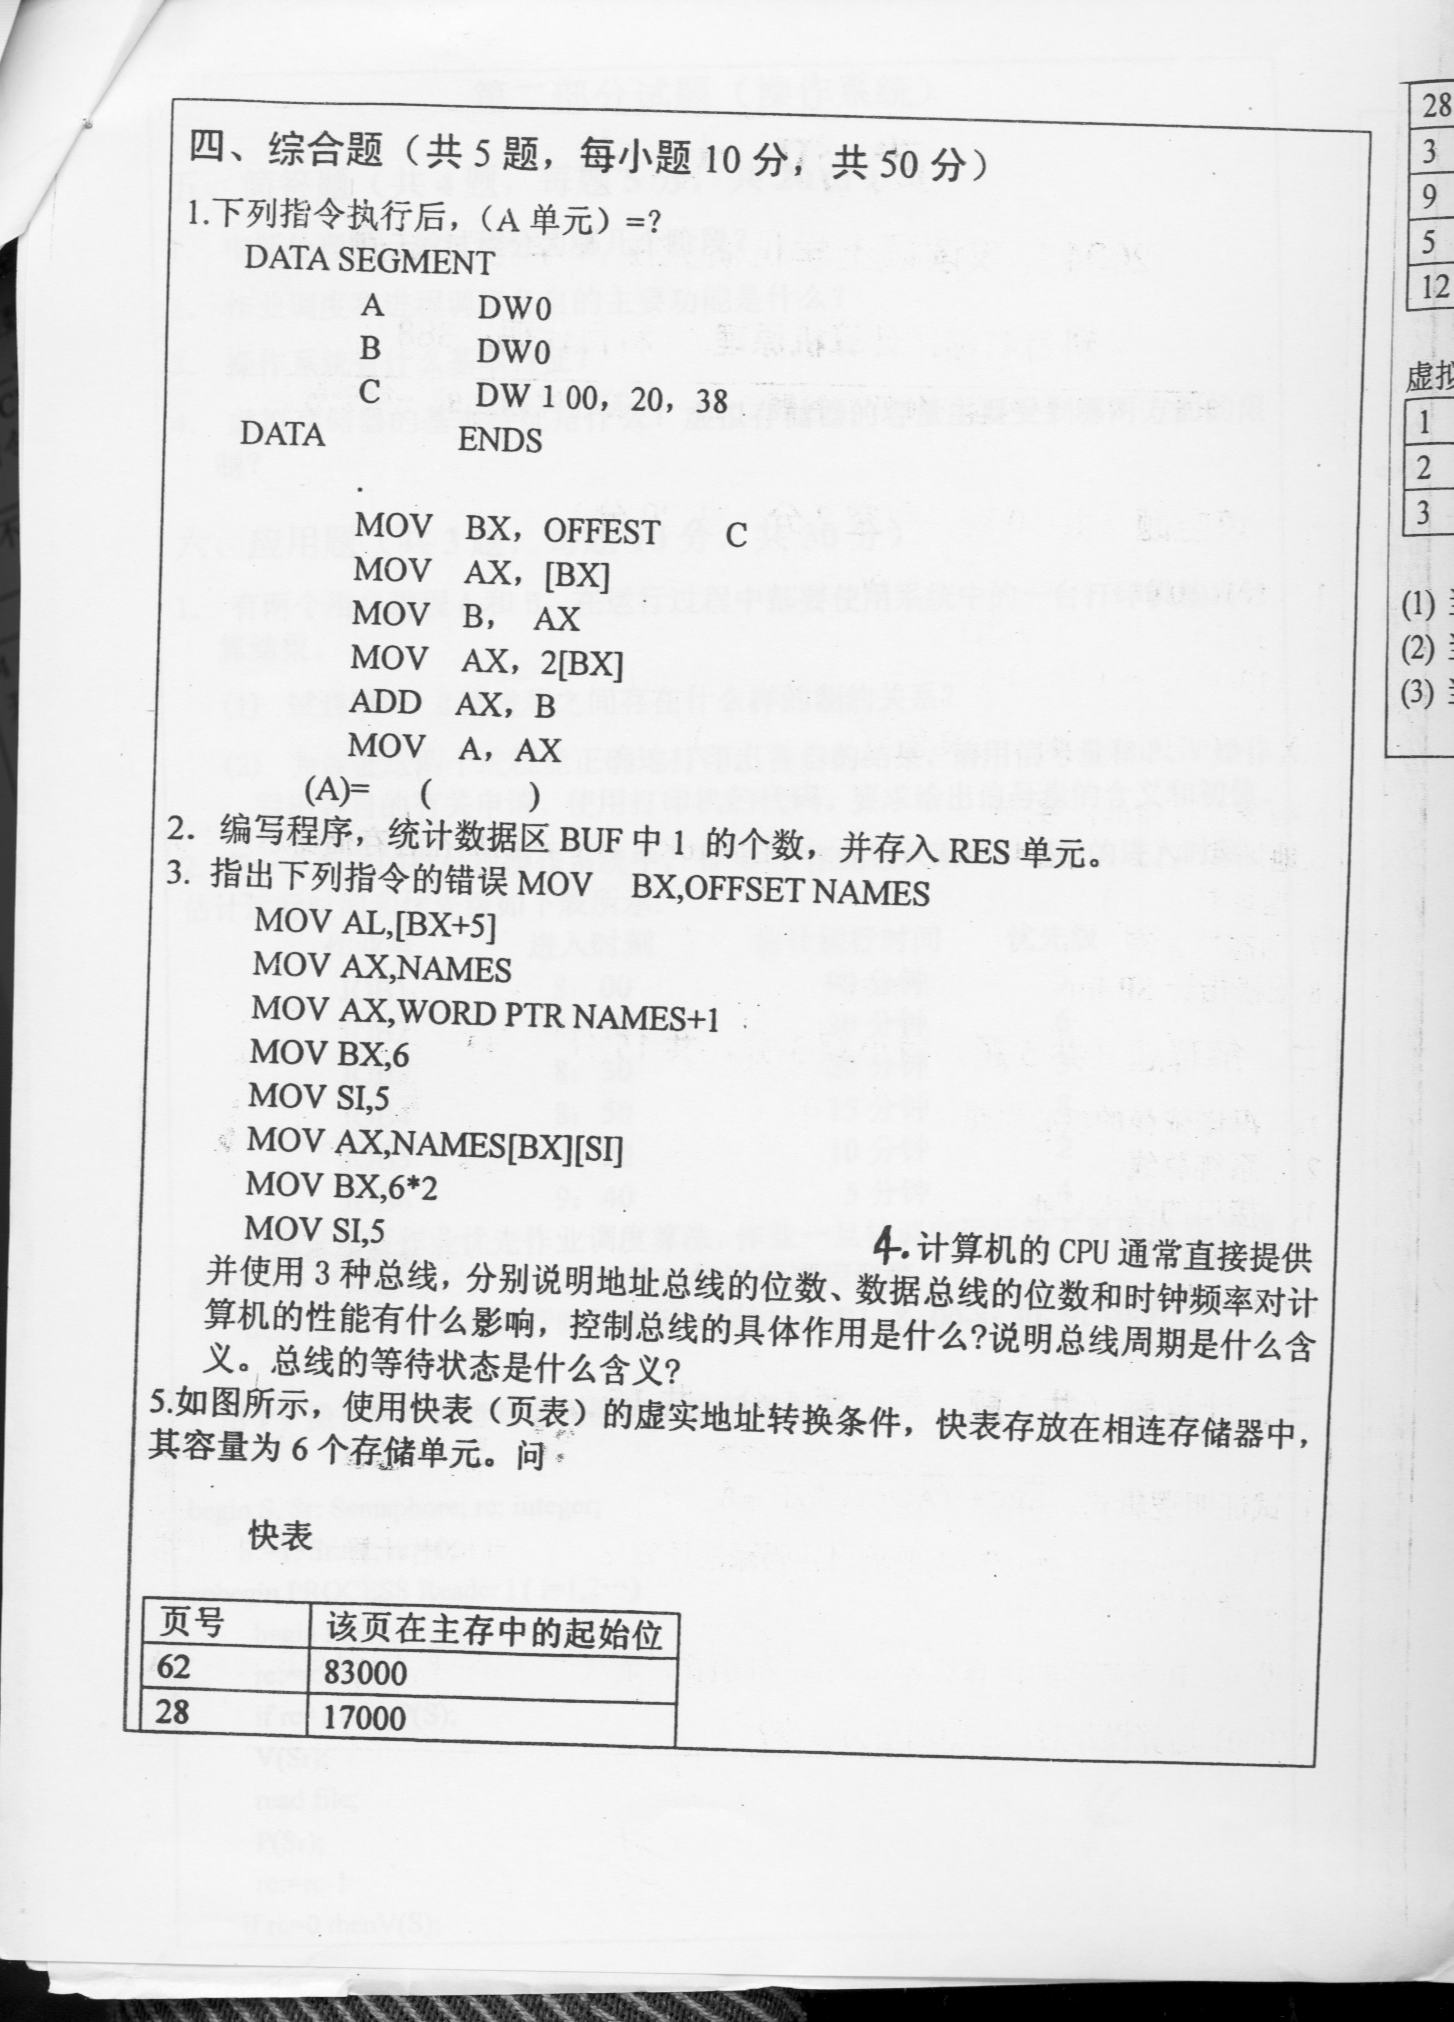 四、综合题（共 5 题，每小题 10 分，共 50 分）
1.下列指令执行后，（A 单元）=?
DATA SEGMENT
A DW0
B DW0
C DW 1 00，20，38
DATA ENDS
.
MOV BX，OFFEST C
MOV AX，[BX]
MOV B， AX
MOV AX，2[BX]
ADD AX，B
MOV A，AX
(A)= ( )
2．编写程序，统计数据区 BUF 中 1 的个数，并存入 RES 单元。
3. 指出下列指令的错误 MOV BX,OFFSET NAMES
MOV AL,[BX+5]
MOV AX,NAMES
MOV AX,WORD PTR NAMES+1
MOV BX,6
MOV SI,5
MOV AX,NAMES[BX][SI]
MOV BX,6*2
MOV SI,5
4.计算机的 CPU 通常直接提供
并使用 3 种总线，分别说明地址总线的位数、数据总线的位数和时钟频率对计
算机的性能有什么影响，控制总线的具体作用是什么?说明总线周期是什么含
义。总线的等待状态是什么含义?
5.如图所示，使用快表（页表）的虚实地址转换条件，快表存放在相连存储器中，
其容量为 6 个存储单元。问
快表
页号 该页在主存中的起始位
62 83000
28 17000
28
3
9
5
12
虚拟
1
2
3
(1)
(2)
(3)